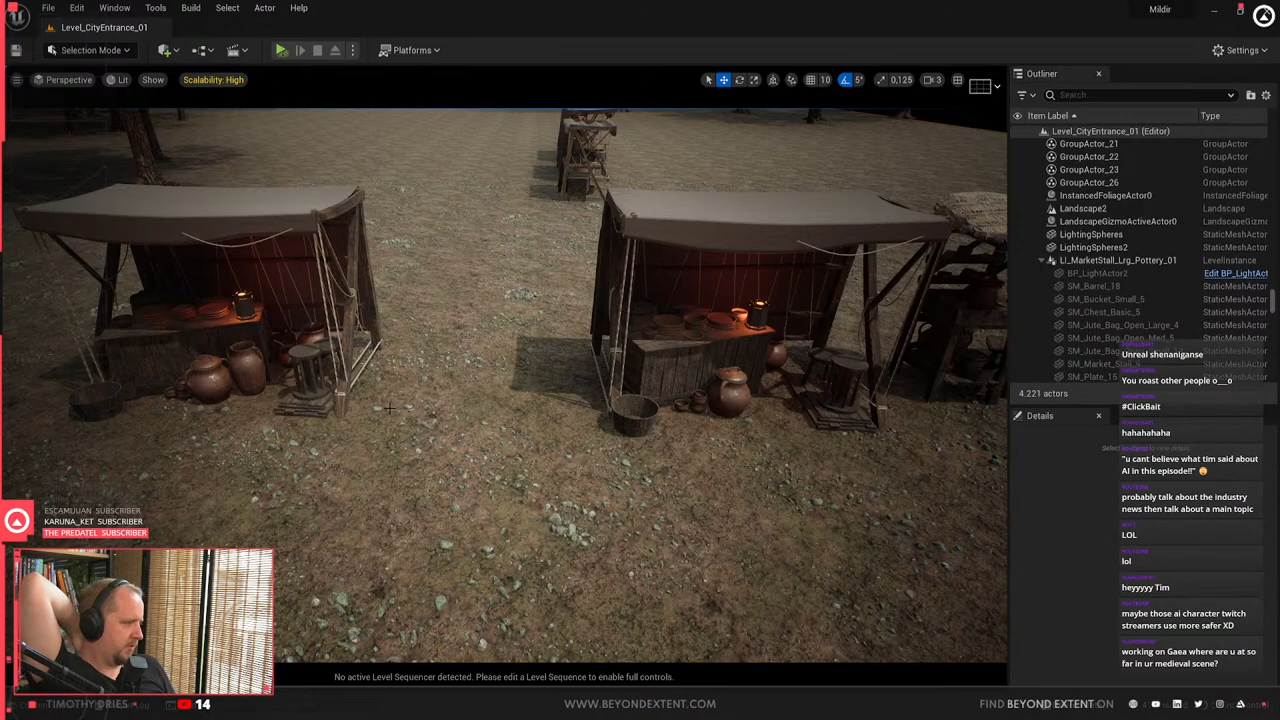 File Edit Window Tools Build Select Actor Help
Mildir
Level_CityEntrance_01
Selection Mode
Platforms
Settings
Perspective Lit Show Scalability: High
10 5° 0,125 3
Outliner
Search...
Item Label Type
Level_CityEntrance_01 (Editor)
GroupActor_21 GroupActor
GroupActor_22 GroupActor
GroupActor_23 GroupActor
GroupActor_26 GroupActor
InstancedFoliageActor0 InstancedFoliage
Landscape2 Landscape
LandscapeGizmoActiveActor0 LandscapeGizm
LightingSpheres StaticMeshActor
LightingSpheres2 StaticMeshActor
LI_MarketStall_Lrg_Pottery_01 LevelInstance
BP_LightActor2 Edit BP_LightAct
SM_Barrel_18 StaticMeshActor
SM_Bucket_Small_5 StaticMeshActor
SM_Chest_Basic_5 StaticMeshActor
SM_Jute_Bag_Open_Large_4 StaticMeshActor
SM_Jute_Bag_Open_Med_5 StaticMeshActor
4.221 actors
Details
Unreal shenaniganse
You roast other people o___o
#ClickBait
hahahahaha
"u cant believe what tim said about
AI in this episode!!"
probably talk about the industry
news then talk about a main topic
LOL
lol
heyyyyy Tim
maybe those ai character twitch
streamers use more safer XD
working on Gaea where are u at so
far in ur medieval scene?
ESCAMIJUAN SUBSCRIBER
KARUNA_KET SUBSCRIBER
THE PREDATEL SUBSCRIBER
No active Level Sequencer detected. Please edit a Level Sequence to enable full controls.
TIMOTHY DRIES
14
WWW.BEYONDEXTENT.COM
FIND BEYOND EXTENT ON